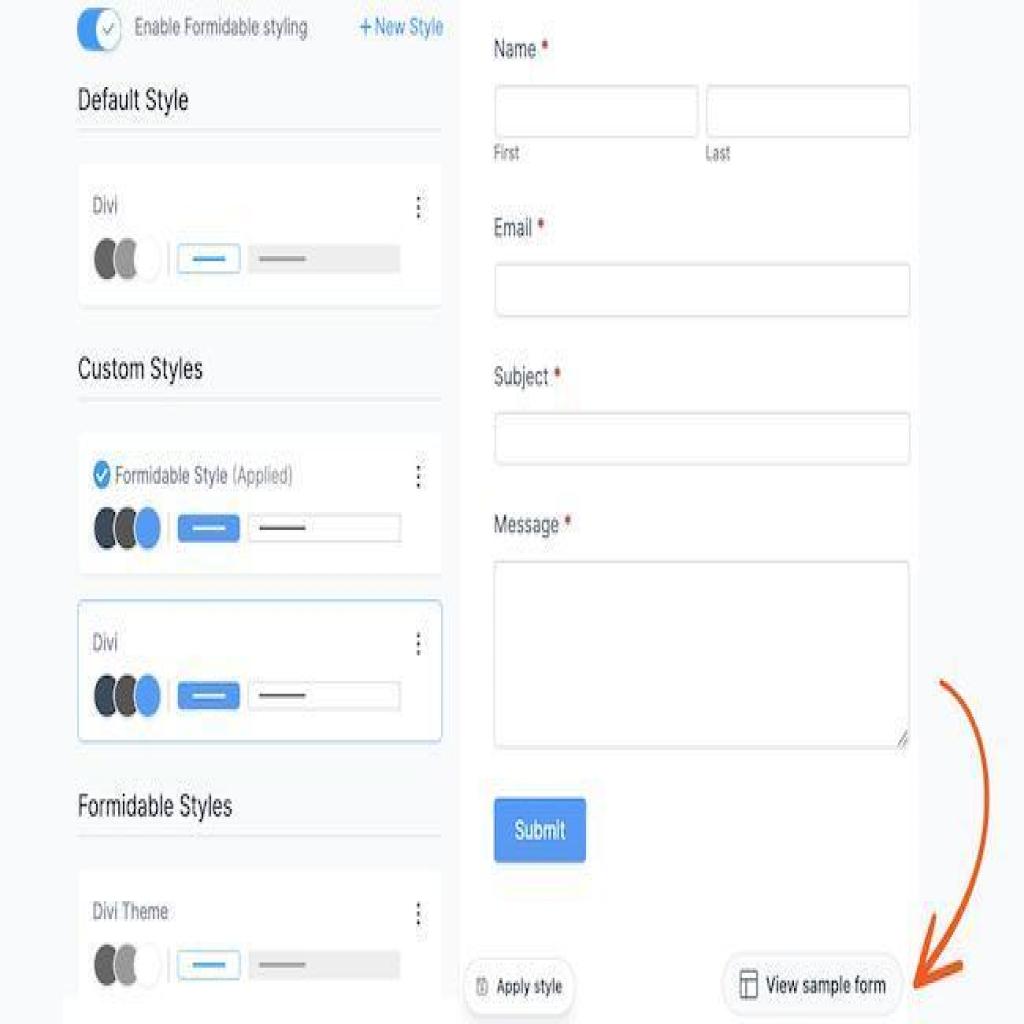 Enable Formidable styling
+ New Style
Default Style
Divi
Custom Styles
Formidable Style (Applied)
Divi
Formidable Styles
Divi Theme
Name *
First
Last
Email *
Subject *
Message *
Submit
Apply style
View sample form